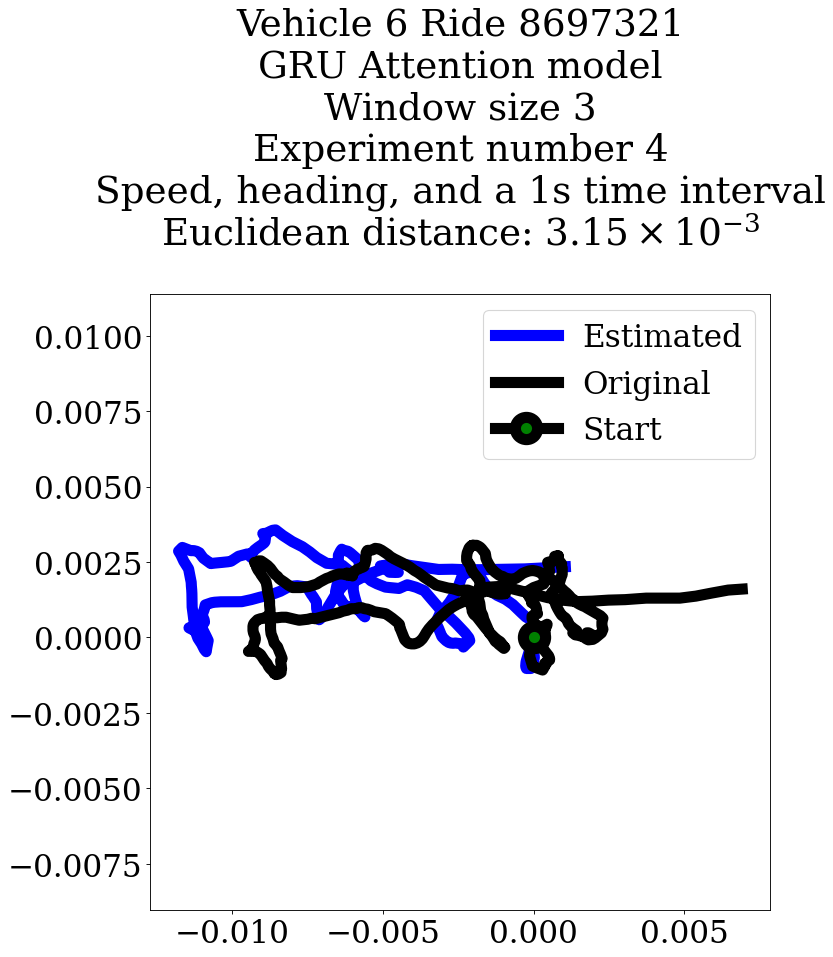 Vehicle 6 Ride 8697321
GRU Attention model
Window size 3
Experiment number 4
Speed, heading, and a 1s time interval
Euclidean distance: 3.15 × 10⁻³
Estimated
Original
Start
0.0100
0.0075
0.0050
0.0025
0.0000
−0.0025
−0.0050
−0.0075
−0.010 −0.005 0.000 0.005